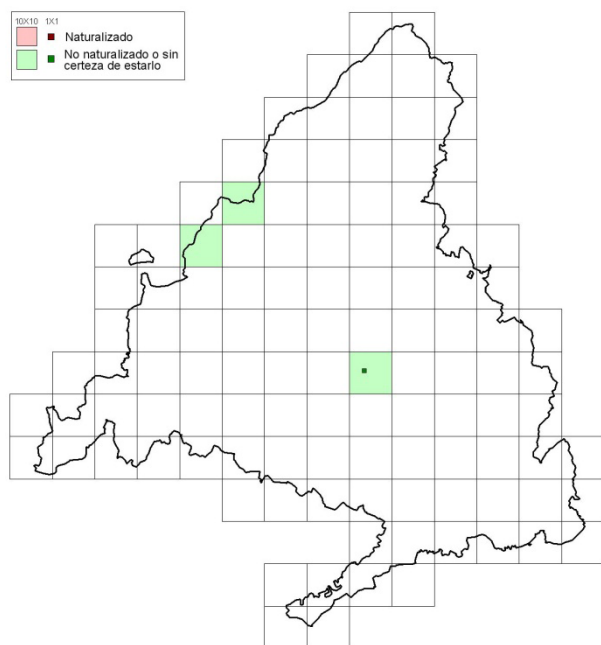 10X10 1X1
Naturalizado
No naturalizado o sin
certeza de estarlo